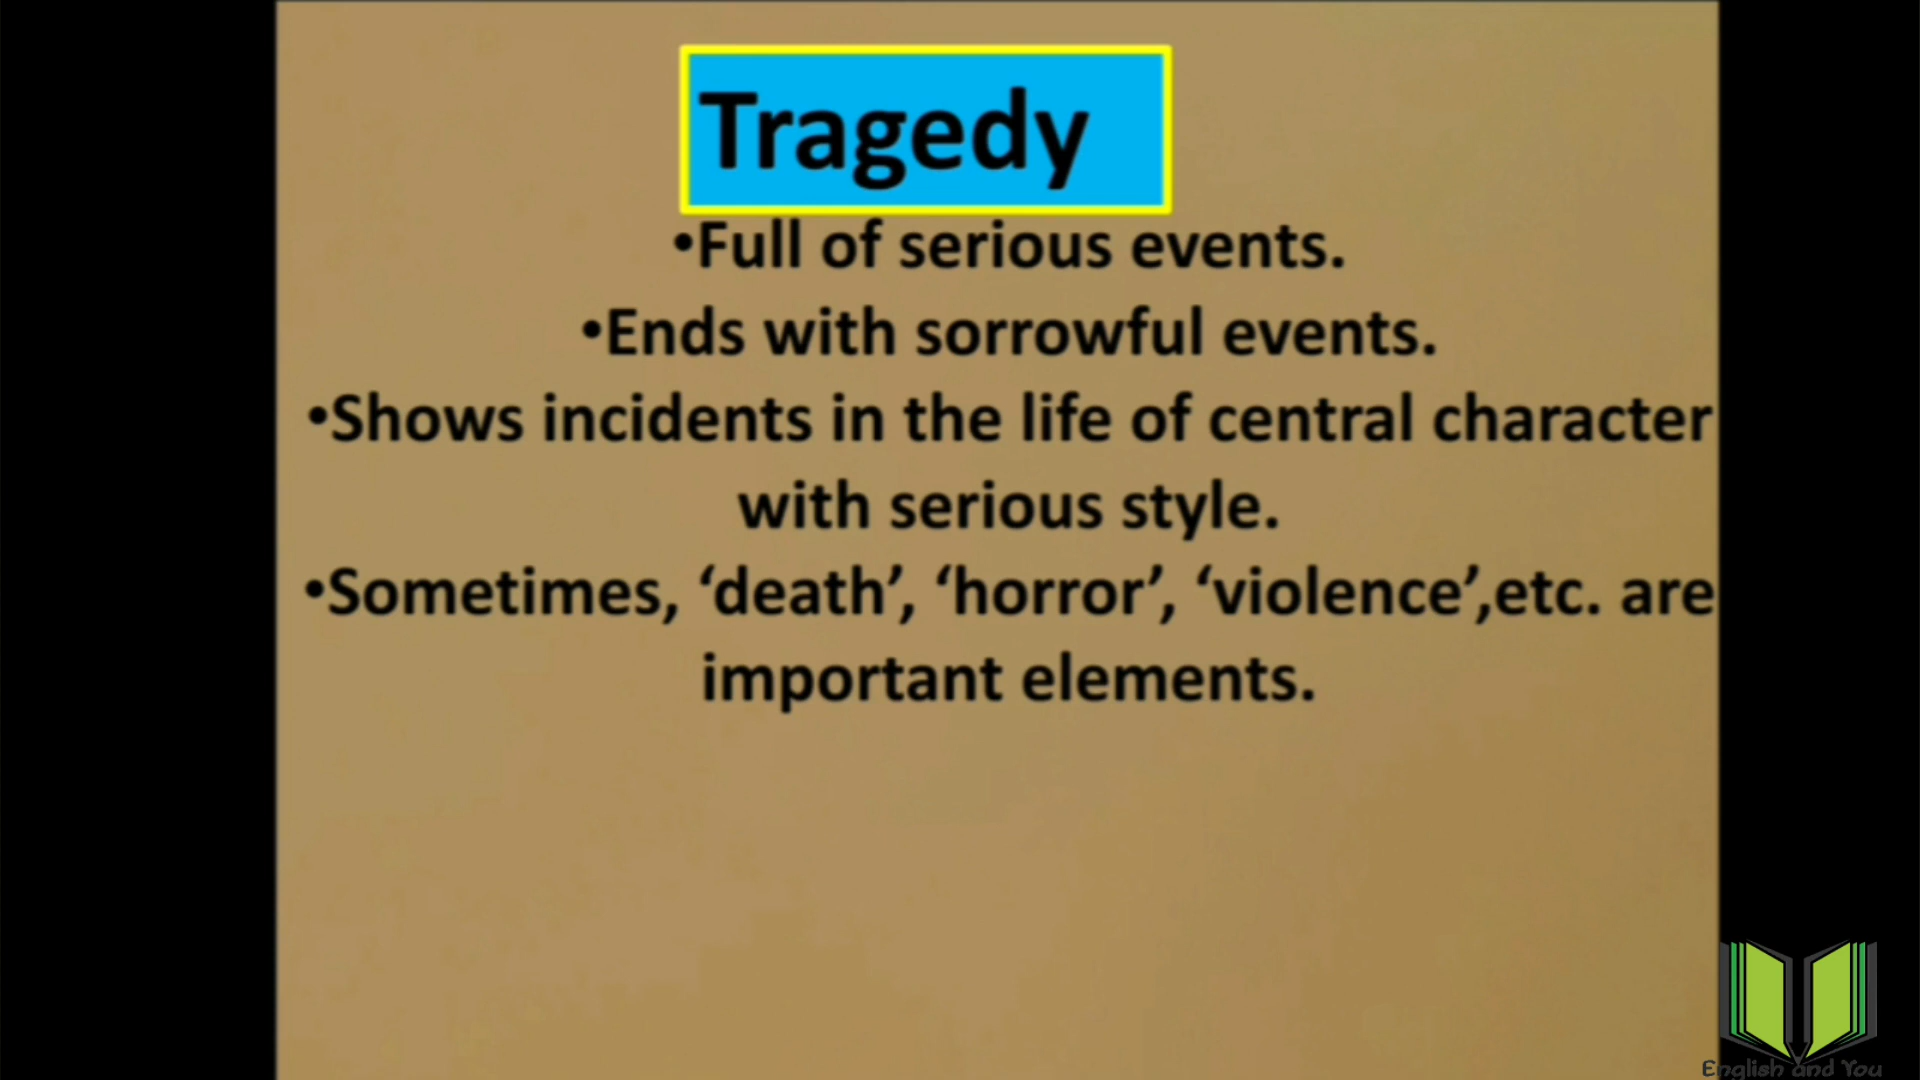 Tragedy
•Full of serious events.
•Ends with sorrowful events.
•Shows incidents in the life of central character
with serious style.
•Sometimes, ‘death’, ‘horror’, ‘violence’,etc. are
important elements.
English and You